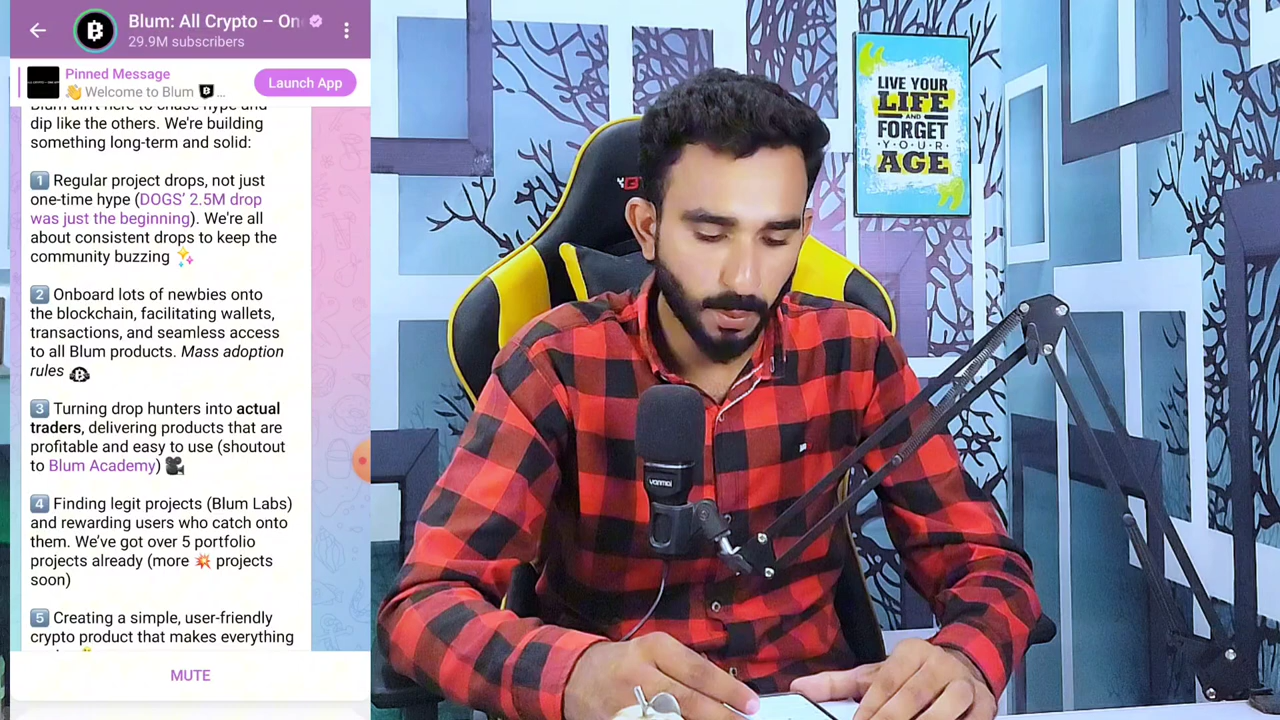 Blum: All Crypto – On
29.9M subscribers
Pinned Message
👋 Welcome to Blum ...
Launch App
Blum ain't here to chase hype and
dip like the others. We're building
something long-term and solid:
1 Regular project drops, not just
one-time hype (DOGS' 2.5M drop
was just the beginning). We're all
about consistent drops to keep the
community buzzing ✨
2 Onboard lots of newbies onto
the blockchain, facilitating wallets,
transactions, and seamless access
to all Blum products. Mass adoption
rules
3 Turning drop hunters into actual
traders, delivering products that are
profitable and easy to use (shoutout
to Blum Academy) 🎥
4 Finding legit projects (Blum Labs)
and rewarding users who catch onto
them. We've got over 5 portfolio
projects already (more 💥 projects
soon)
5 Creating a simple, user-friendly
crypto product that makes everything
MUTE
LIVE YOUR
LIFE
AND
FORGET
YOUR
AGE
vanmai